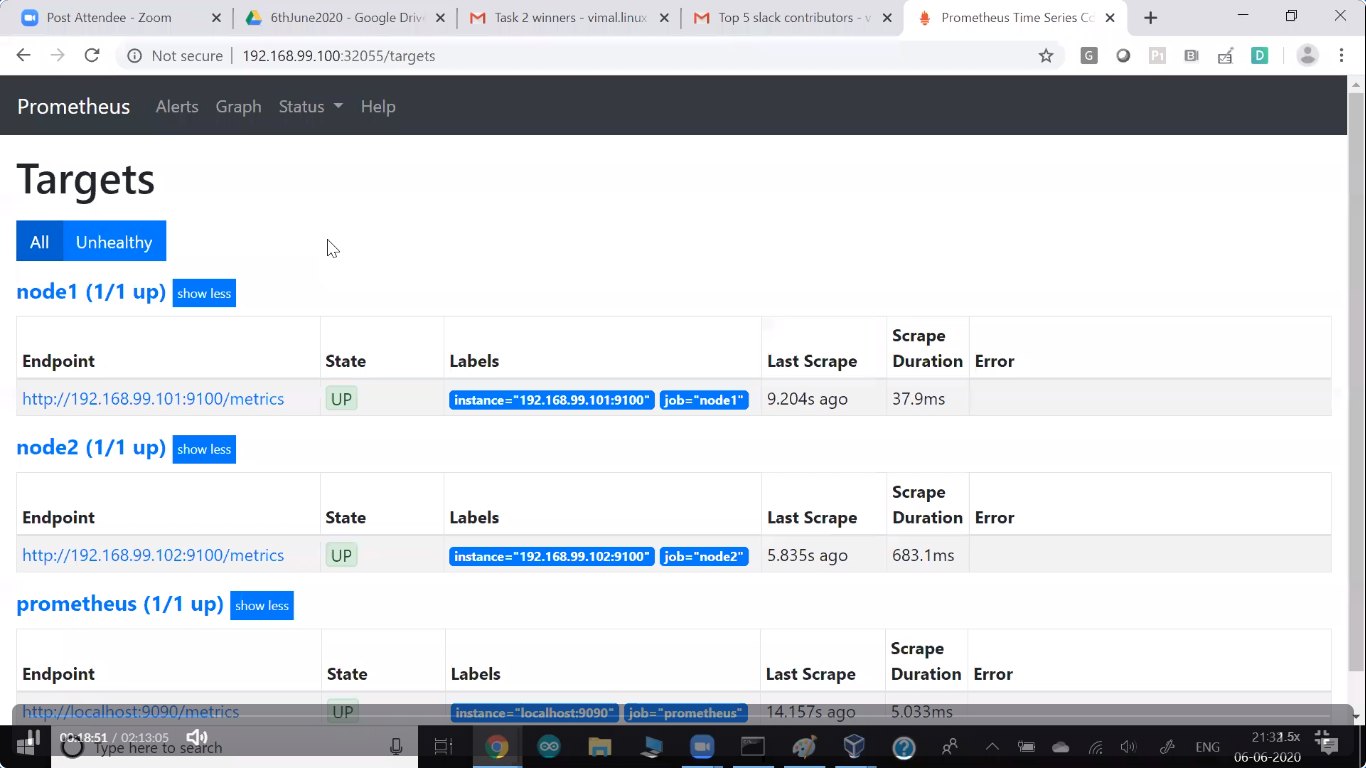 Post Attendee - Zoom
6thJune2020 - Google Driv
Task 2 winners - vimal.linux
Top 5 slack contributors - v
Prometheus Time Series Co
Not secure
192.168.99.100:32055/targets
Prometheus Alerts Graph Status Help
Targets
All Unhealthy
node1 (1/1 up) show less
Endpoint State Labels Last Scrape Scrape Duration Error
http://192.168.99.101:9100/metrics UP instance="192.168.99.101:9100" job="node1" 9.204s ago 37.9ms
node2 (1/1 up) show less
Endpoint State Labels Last Scrape Scrape Duration Error
http://192.168.99.102:9100/metrics UP instance="192.168.99.102:9100" job="node2" 5.835s ago 683.1ms
prometheus (1/1 up) show less
Endpoint State Labels Last Scrape Scrape Duration Error
http://localhost:9090/metrics UP instance="localhost:9090" job="prometheus" 14.157s ago 5.033ms
00:18:51 / 02:13:05
Type here to search
ENG
1.5x
06-06-2020